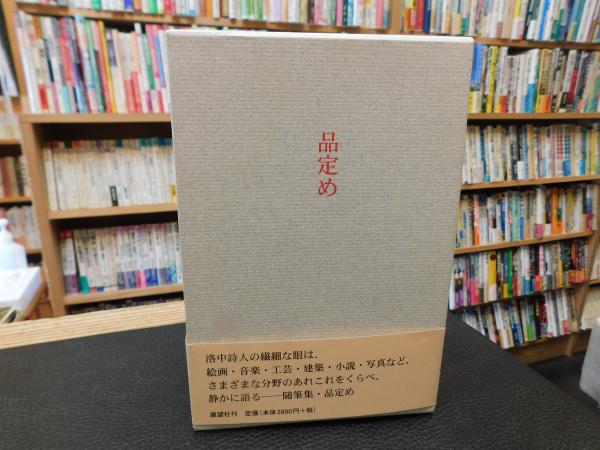 品定め
洛中詩人の繊細な眼は、
絵画・音楽・工芸・建築・小説・写真など、
さまざまな分野のあれこれをくらべ、
静かに語る――随筆集・品定め
展望社刊 定価(本体2800円+税)